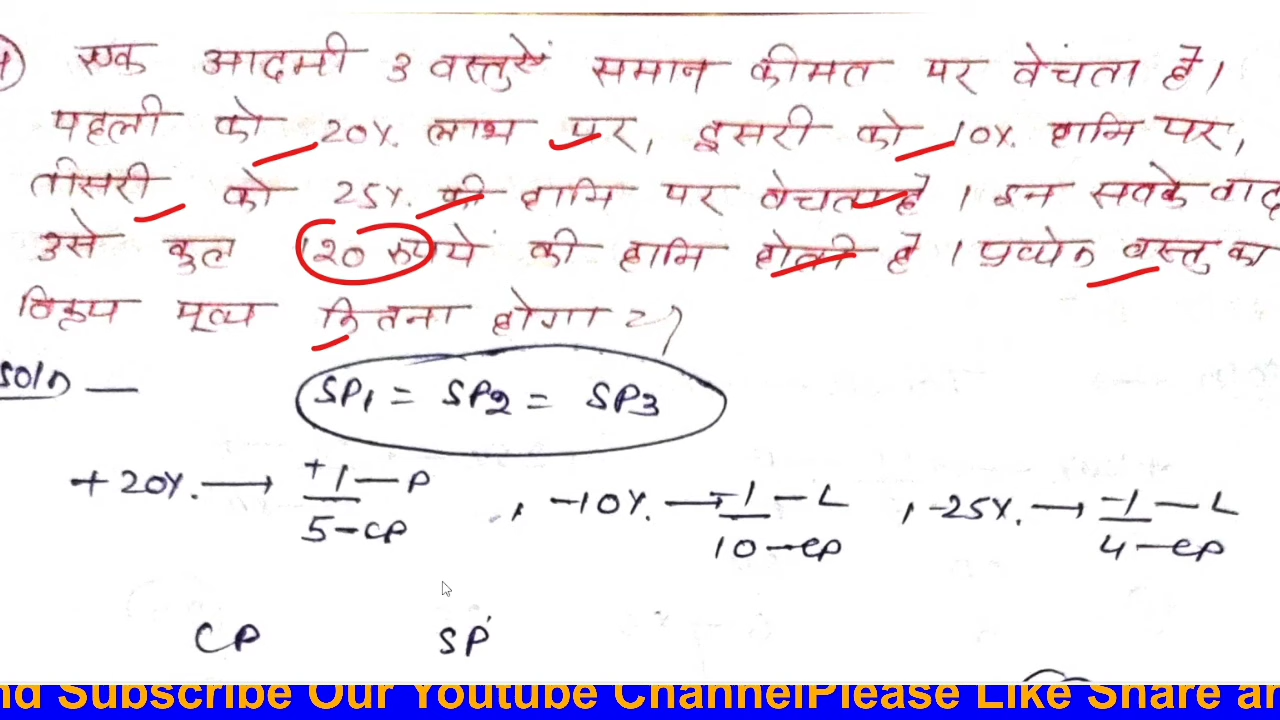 एक आदमी 3 वस्तुएें समान कीमत पर बेचंता है।
पहली को 20%. लाभ पर, दुसरी को 10%. हानि पर,
तीसरी को 25%. की हानि पर बेचता है। इन सबके बाद
उसे कुल 120 रूपये की हानि होती है। प्रत्येक वस्तु का
विक्रय मूल्य कितना होगा?
Soln —
SP1 = SP2 = SP3
+20%. → +1—P / 5—CP , -10%. → -1—L / 10—CP , -25%. → -1—L / 4—CP
CP SP
nd Subscribe Our Youtube ChannelPlease Like Share a